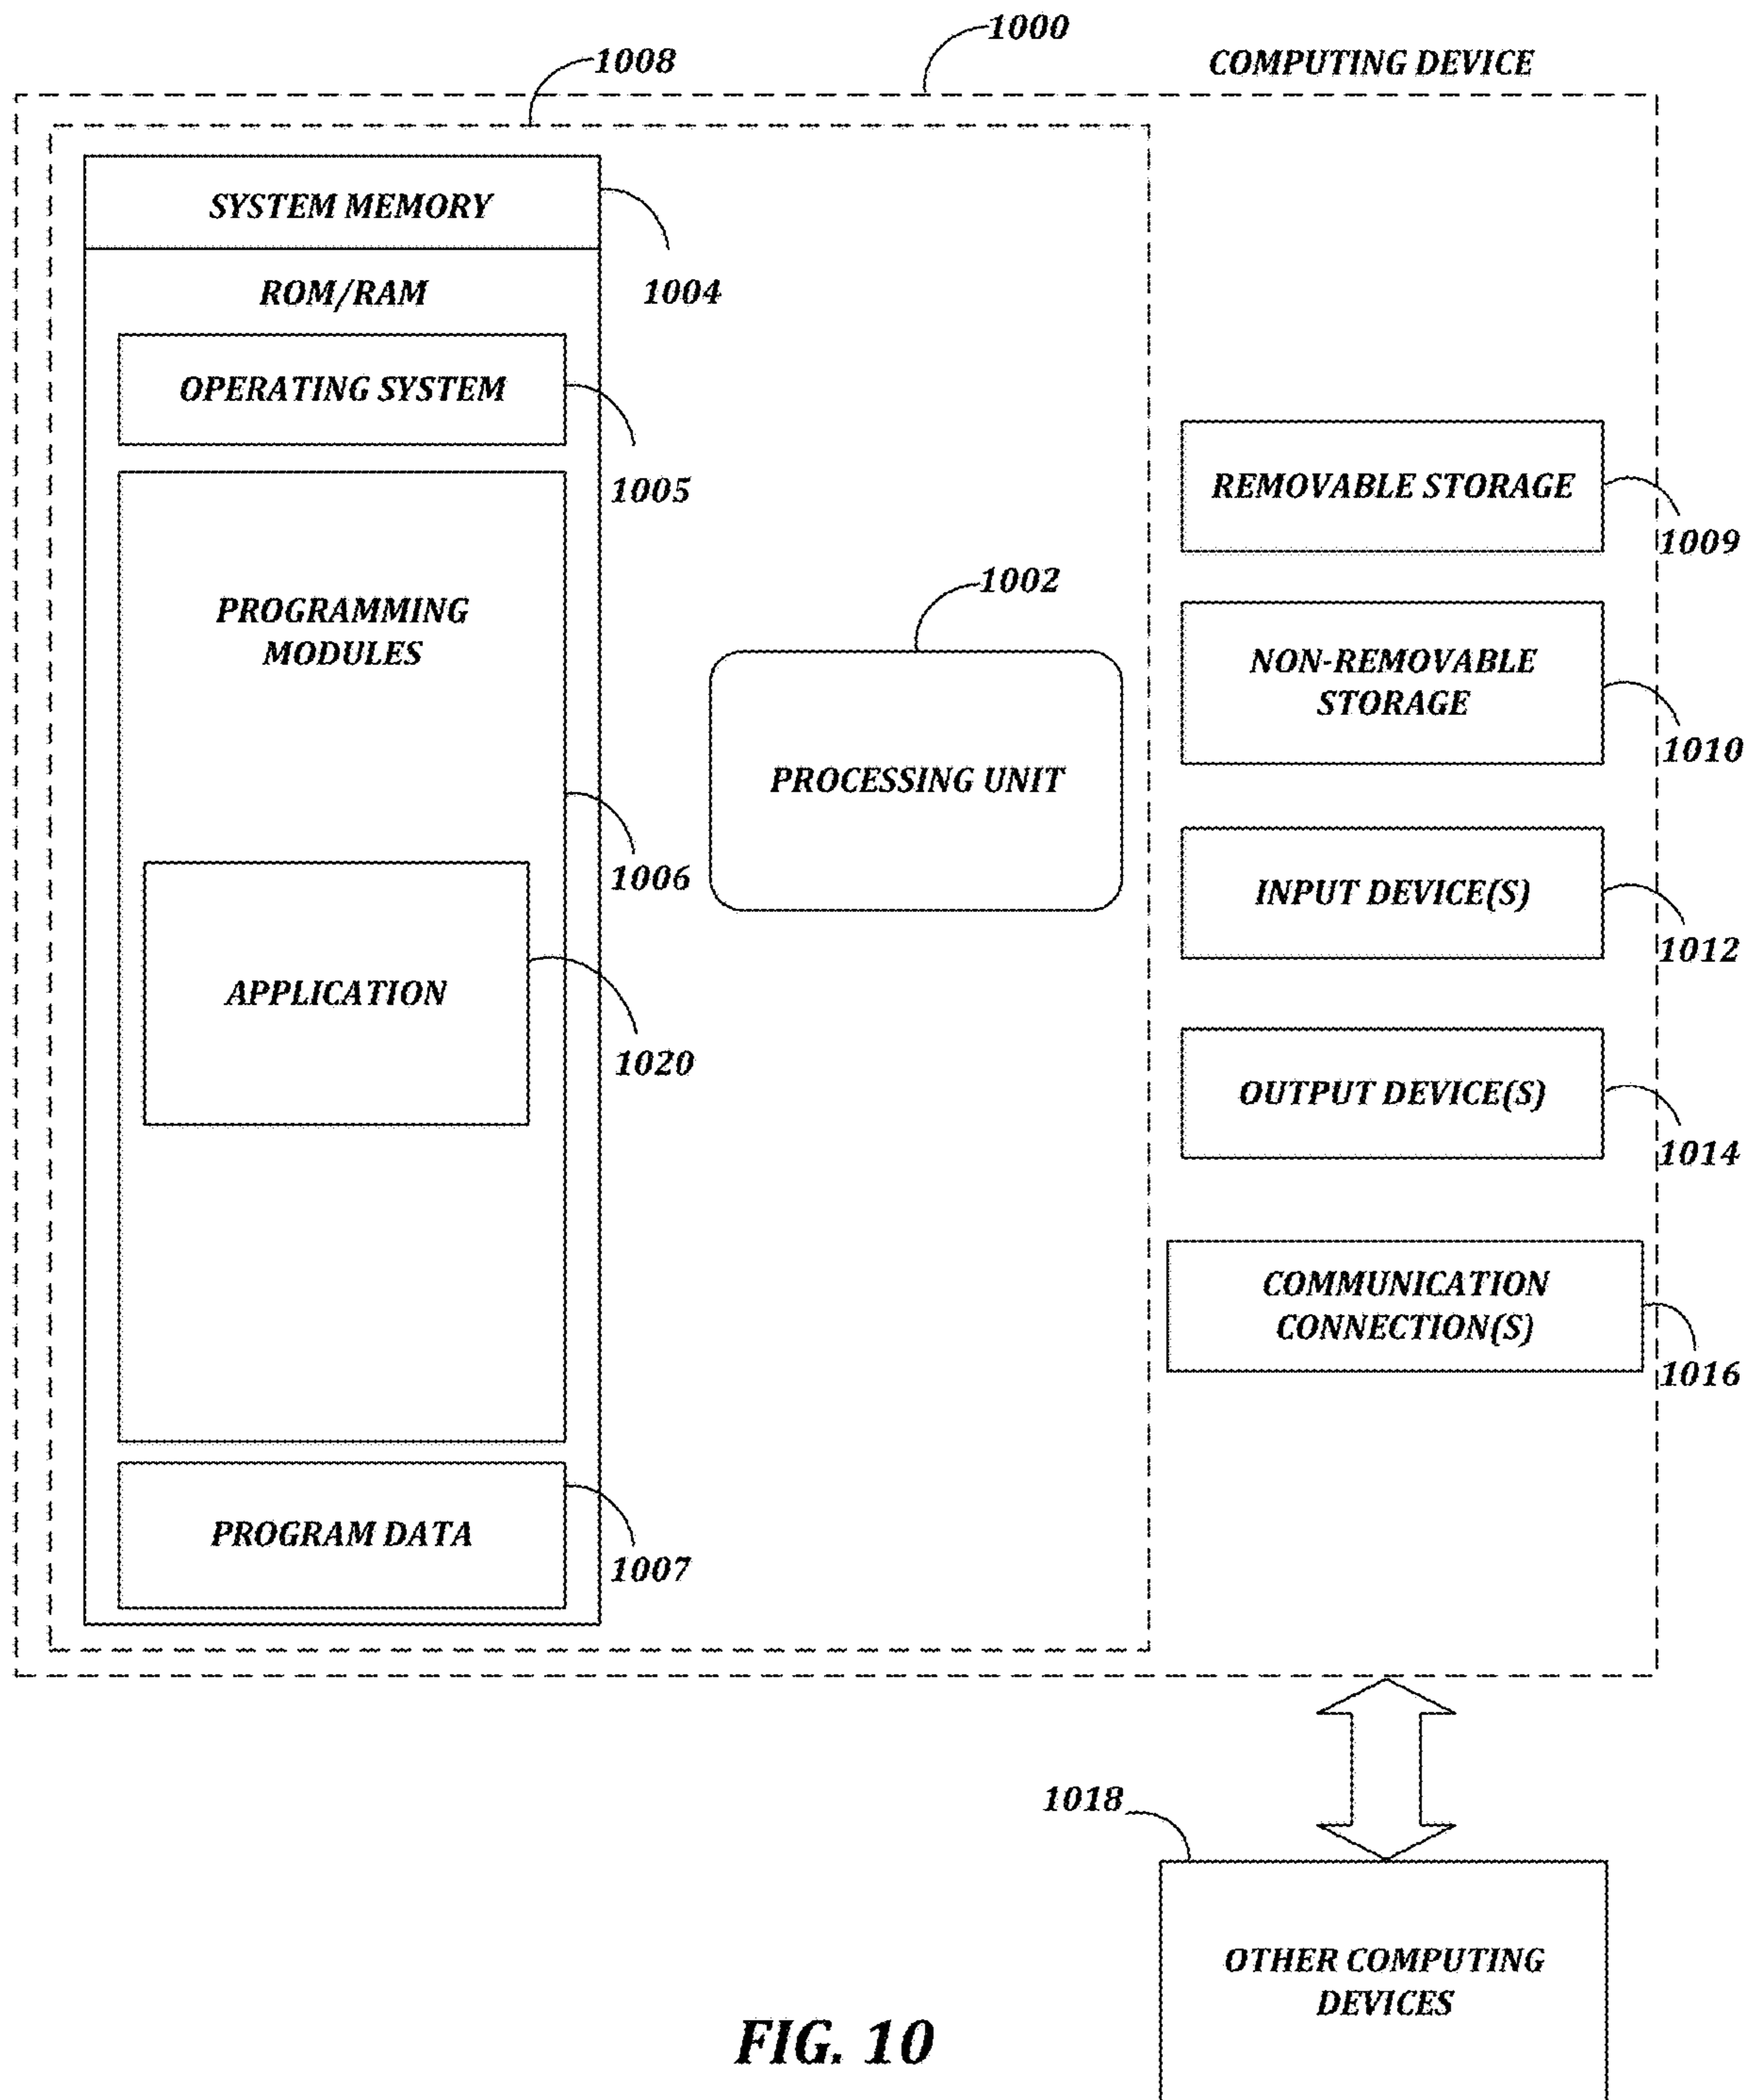 1000
COMPUTING DEVICE
1008
SYSTEM MEMORY
1004
ROM/RAM
OPERATING SYSTEM
1005
PROGRAMMING
MODULES
1006
APPLICATION
1020
PROGRAM DATA
1007
1002
PROCESSING UNIT
REMOVABLE STORAGE
1009
NON-REMOVABLE
STORAGE
1010
INPUT DEVICE(S)
1012
OUTPUT DEVICE(S)
1014
COMMUNICATION
CONNECTION(S)
1016
1018
OTHER COMPUTING
DEVICES
FIG. 10